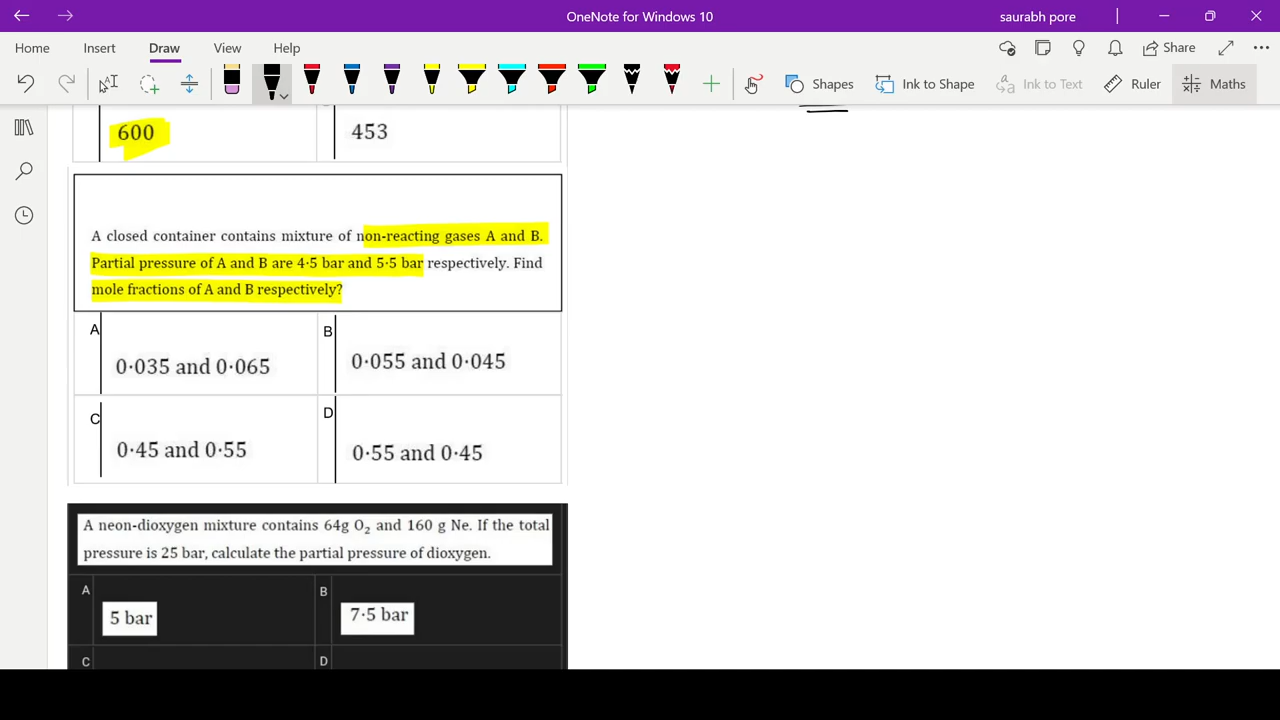 OneNote for Windows 10
saurabh pore
Home Insert Draw View Help
Share
Shapes
Ink to Shape
Ink to Text
Ruler
Maths
600
453
A closed container contains mixture of non-reacting gases A and B.
Partial pressure of A and B are 4·5 bar and 5·5 bar respectively. Find
mole fractions of A and B respectively?
A
0·035 and 0·065
B
0·055 and 0·045
C
0·45 and 0·55
D
0·55 and 0·45
A neon-dioxygen mixture contains 64g O₂ and 160 g Ne. If the total
pressure is 25 bar, calculate the partial pressure of dioxygen.
A
5 bar
B
7·5 bar
C
D